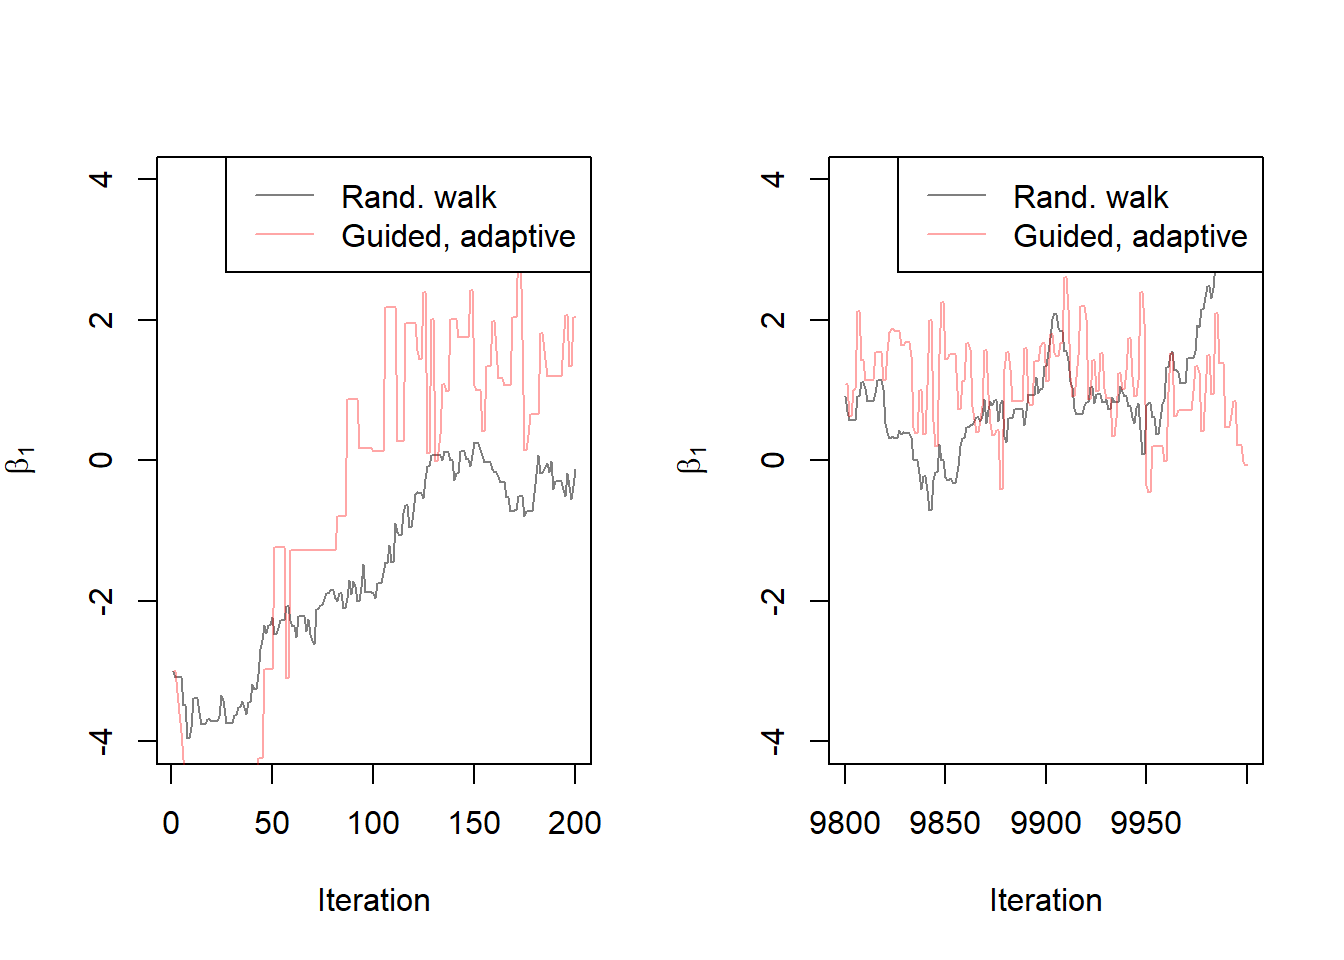 Rand. walk
Guided, adaptive
4
2
0
-2
-4
β1
0 50 100 150 200
Iteration
Rand. walk
Guided, adaptive
4
2
0
-2
-4
β1
9800 9850 9900 9950
Iteration